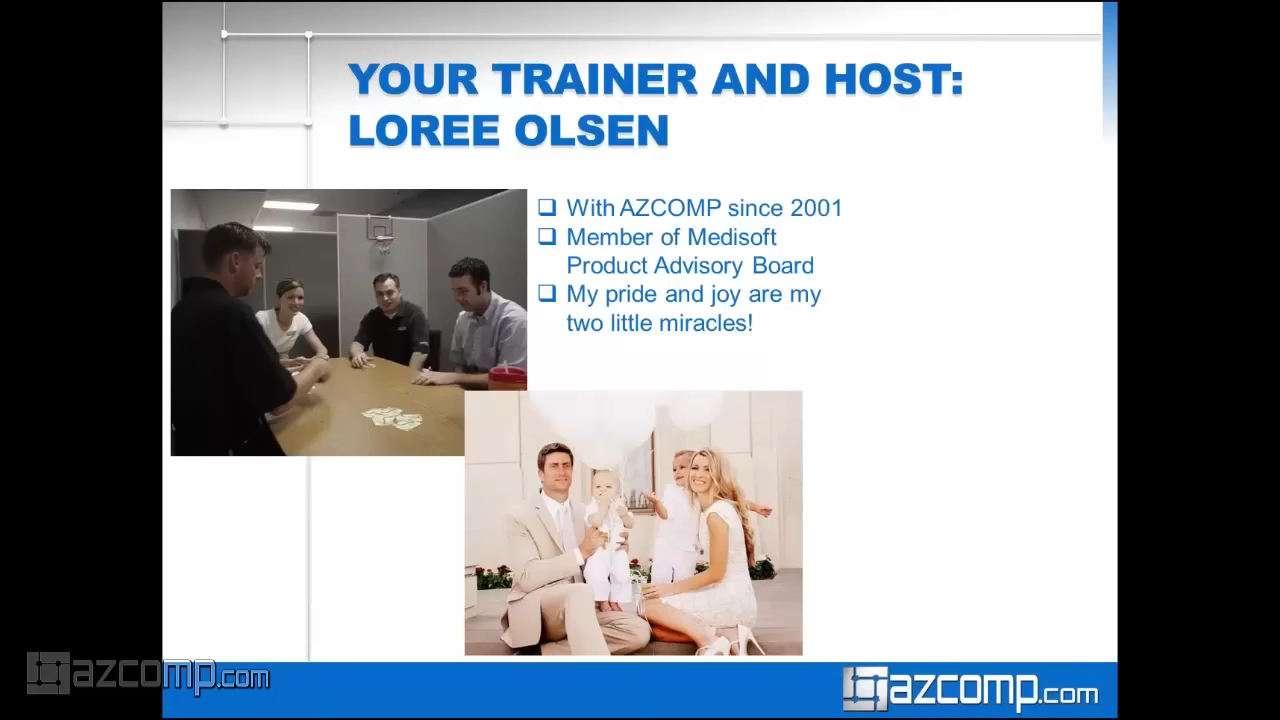 YOUR TRAINER AND HOST:
LOREE OLSEN
With AZCOMP since 2001
Member of Medisoft
Product Advisory Board
My pride and joy are my
two little miracles!
azcomp.com
azcomp.com